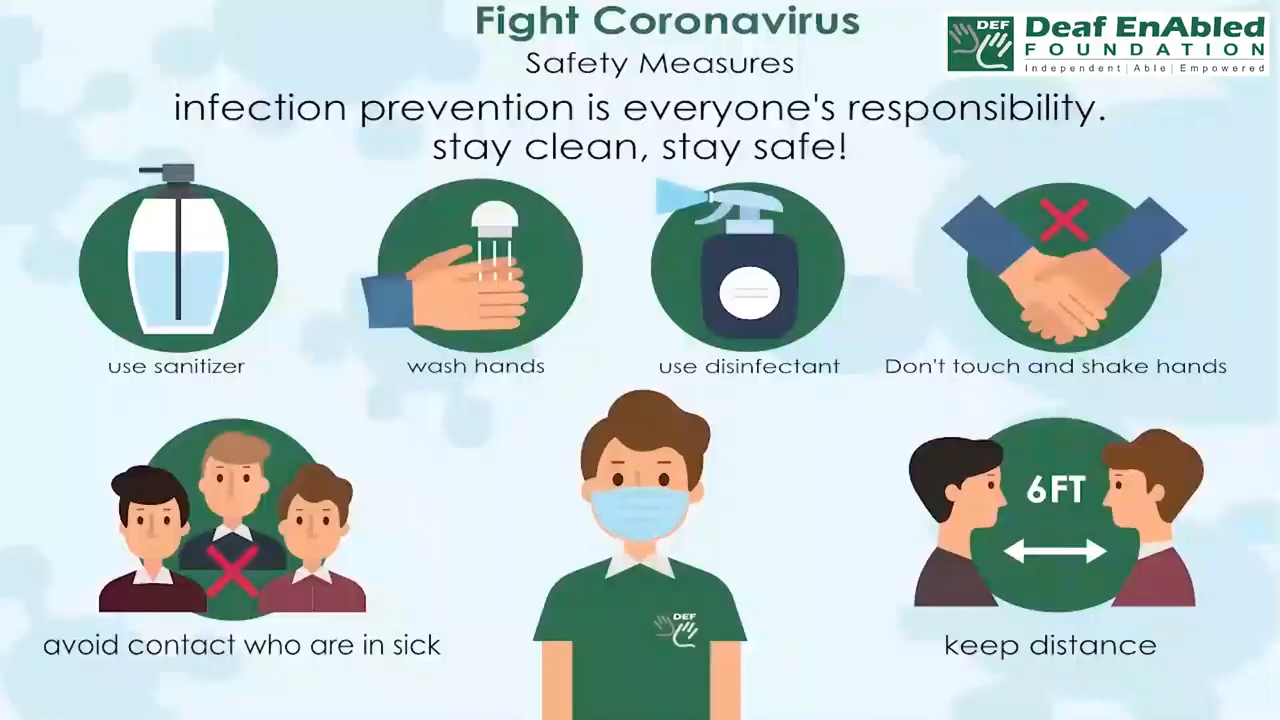 Fight Coronavirus
Safety Measures
DEF
Deaf EnAbled
FOUNDATION
Independent | Able | Empowered
infection prevention is everyone's responsibility.
stay clean, stay safe!
use sanitizer
wash hands
use disinfectant
Don't touch and shake hands
6FT
DEF
avoid contact who are in sick
keep distance